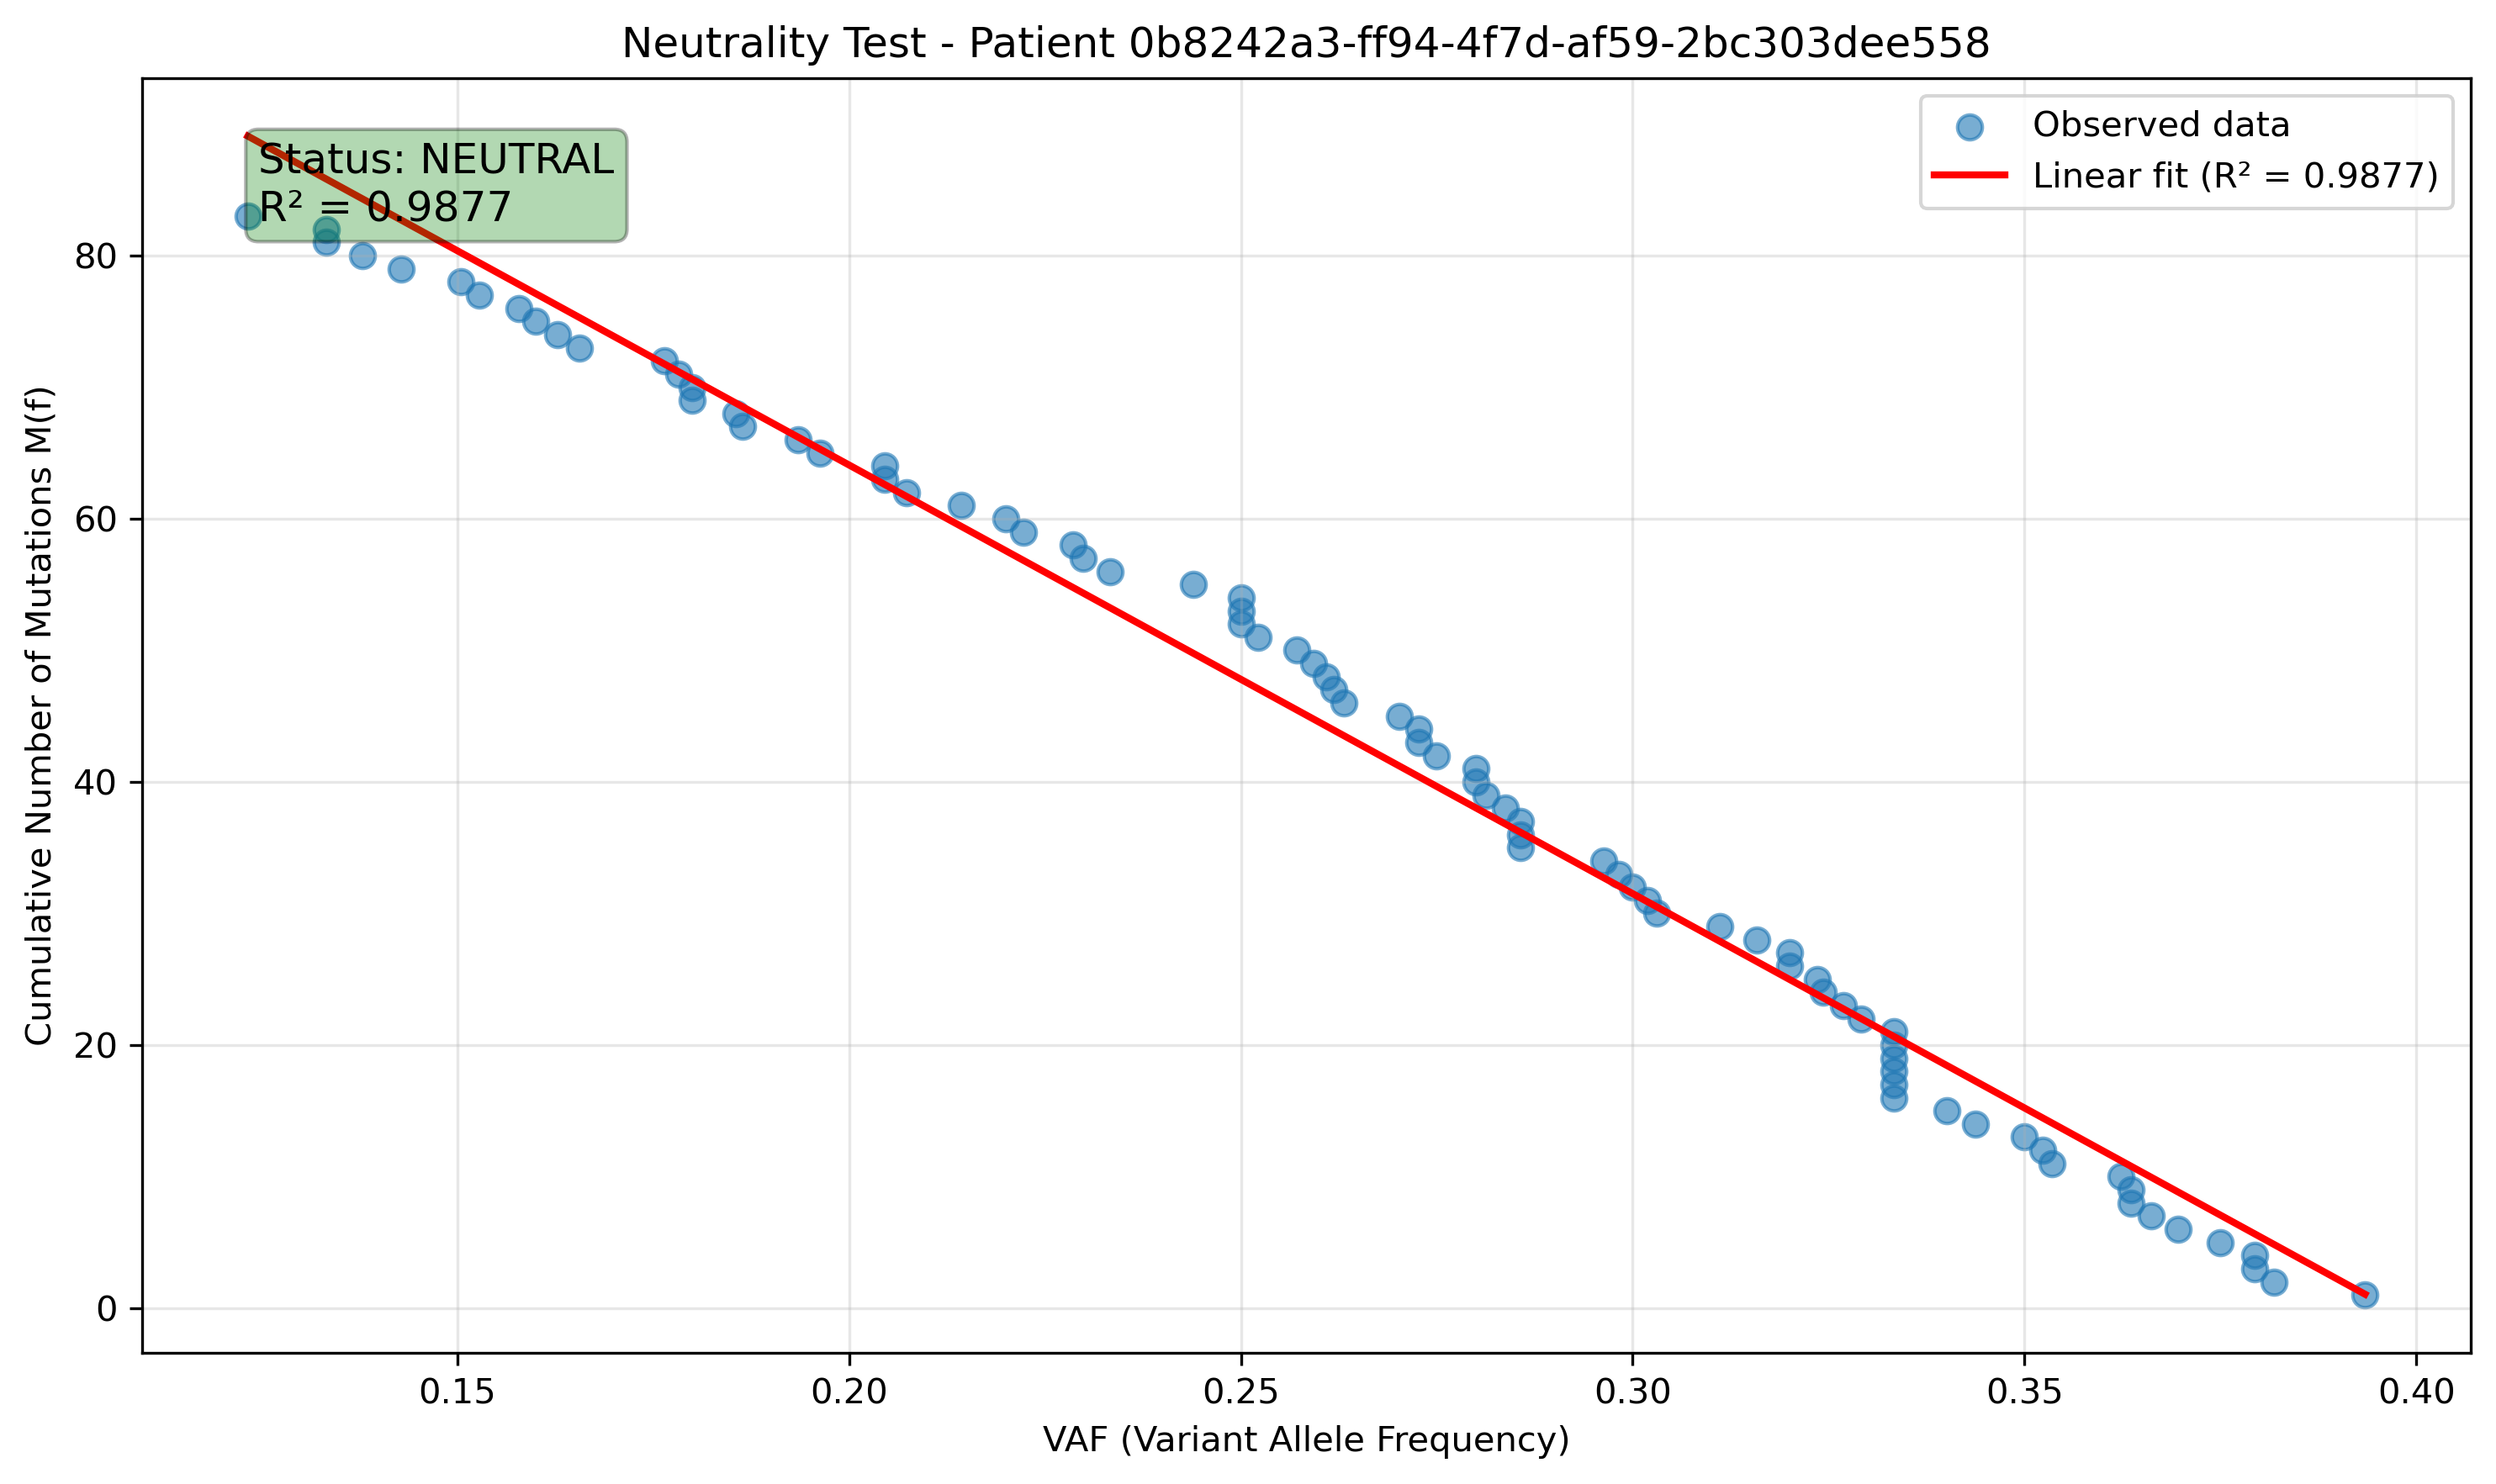 Neutrality Test - Patient 0b8242a3-ff94-4f7d-af59-2bc303dee558
Status: NEUTRAL
R² = 0.9877
Observed data
Linear fit (R² = 0.9877)
Cumulative Number of Mutations M(f)
80
60
40
20
0
0.15 0.20 0.25 0.30 0.35 0.40
VAF (Variant Allele Frequency)